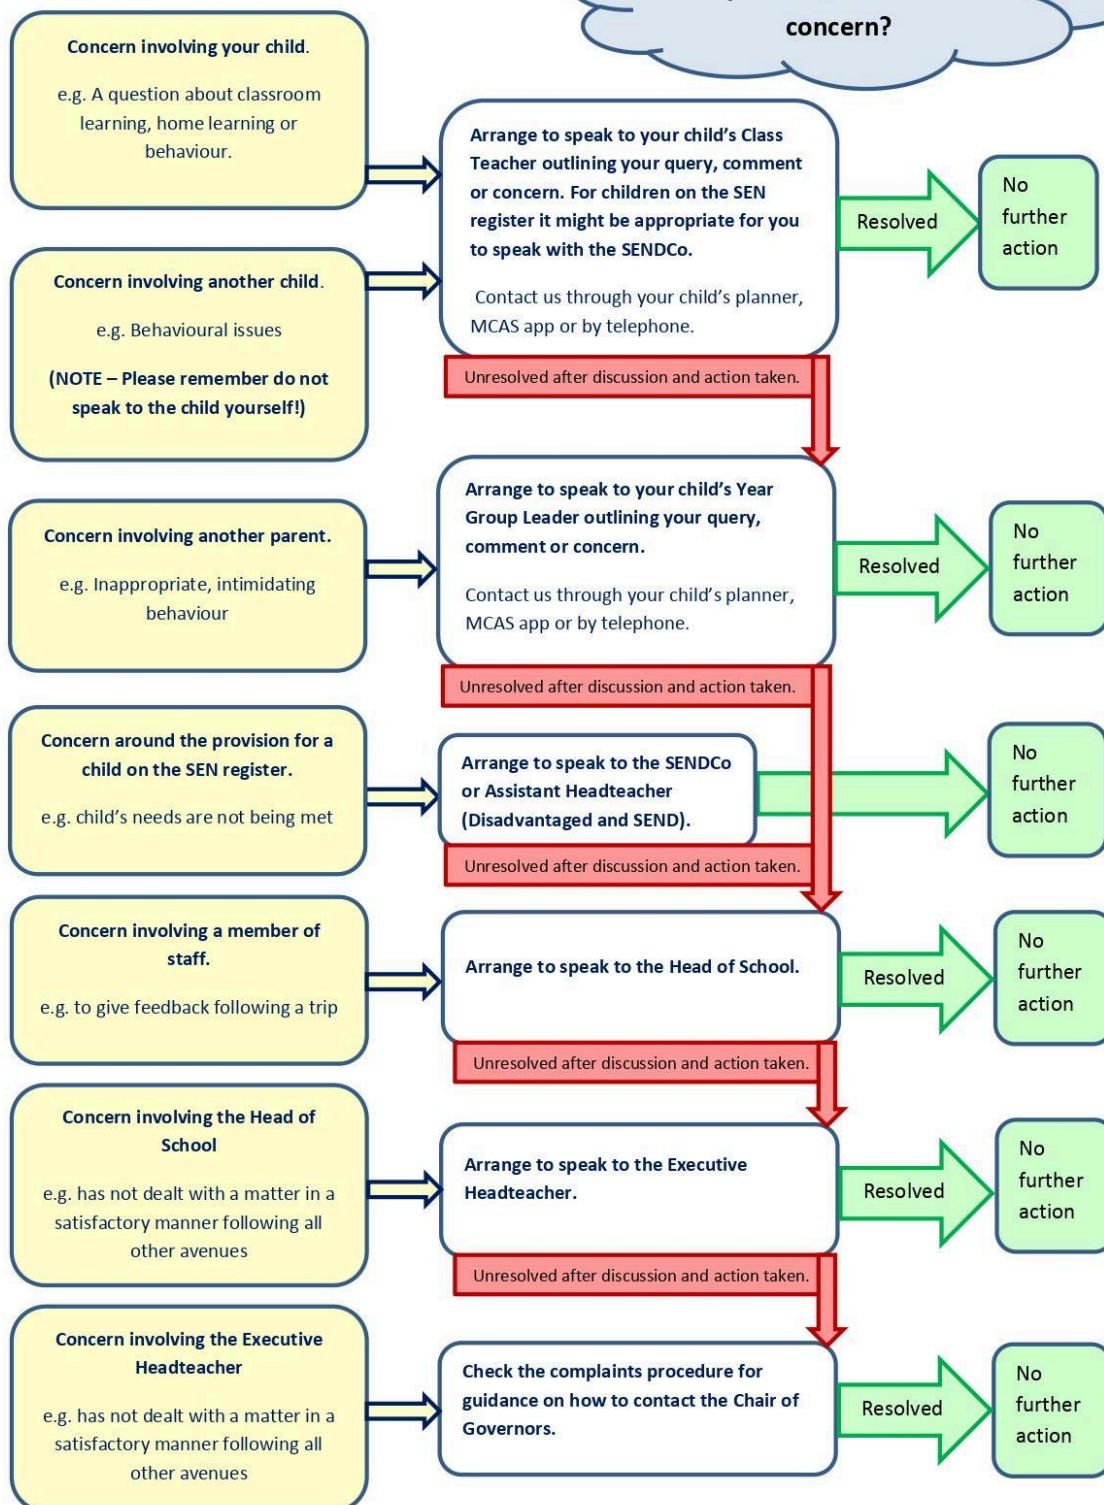 concern?
Concern involving your child.
e.g. A question about classroom
learning, home learning or
behaviour.
Arrange to speak to your child's Class
Teacher outlining your query, comment
or concern. For children on the SEN
register it might be appropriate for you
to speak with the SENDCo.
Contact us through your child's planner,
MCAS app or by telephone.
Resolved
No
further
action
Concern involving another child.
e.g. Behavioural issues
(NOTE – Please remember do not
speak to the child yourself!)
Unresolved after discussion and action taken.
Concern involving another parent.
e.g. Inappropriate, intimidating
behaviour
Arrange to speak to your child's Year
Group Leader outlining your query,
comment or concern.
Contact us through your child's planner,
MCAS app or by telephone.
Resolved
No
further
action
Unresolved after discussion and action taken.
Concern around the provision for a
child on the SEN register.
e.g. child's needs are not being met
Arrange to speak to the SENDCo
or Assistant Headteacher
(Disadvantaged and SEND).
No
further
action
Unresolved after discussion and action taken.
Concern involving a member of
staff.
e.g. to give feedback following a trip
Arrange to speak to the Head of School.
Resolved
No
further
action
Unresolved after discussion and action taken.
Concern involving the Head of
School
e.g. has not dealt with a matter in a
satisfactory manner following all
other avenues
Arrange to speak to the Executive
Headteacher.
Resolved
No
further
action
Unresolved after discussion and action taken.
Concern involving the Executive
Headteacher
e.g. has not dealt with a matter in a
satisfactory manner following all
other avenues
Check the complaints procedure for
guidance on how to contact the Chair of
Governors.
Resolved
No
further
action